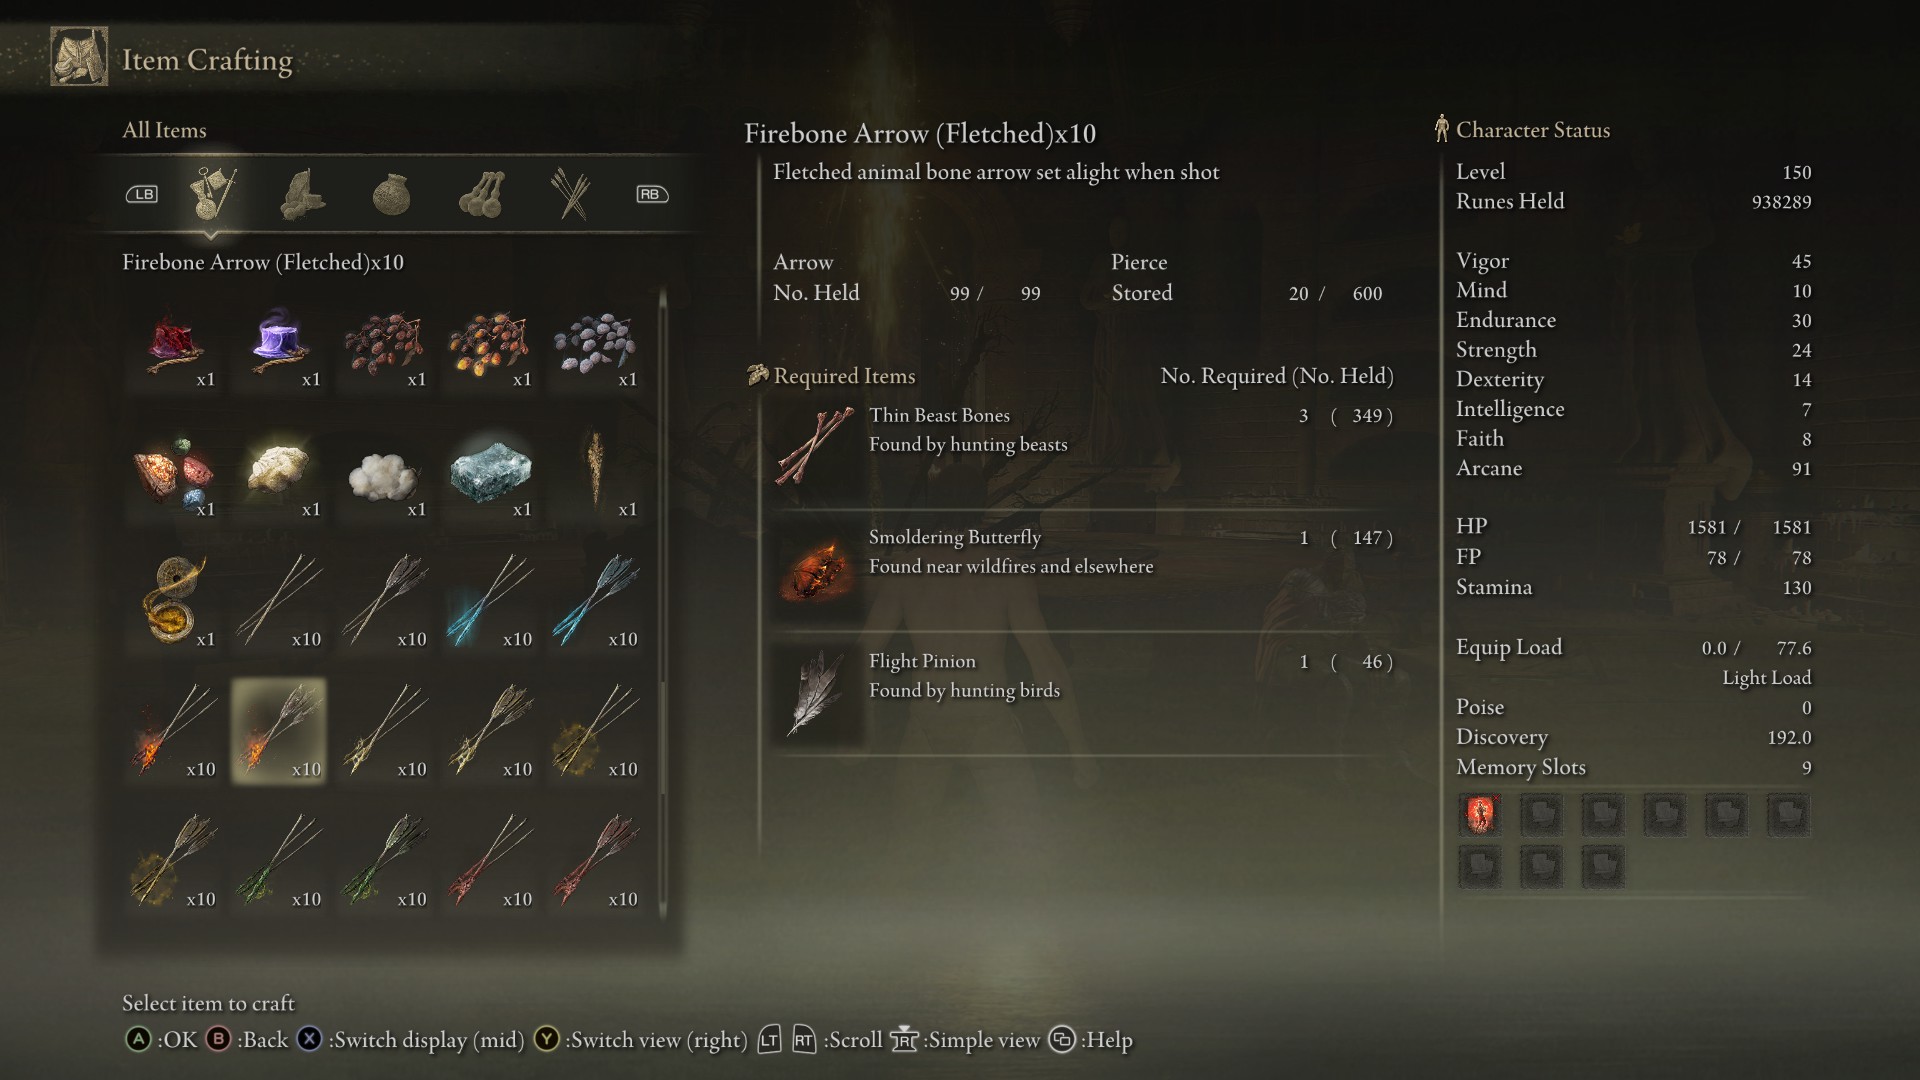 Item Crafting
All Items
LB
RB
Firebone Arrow (Fletched)x10
x1 x1 x1 x1 x1
x1 x1 x1 x1 x1
x1 x10 x10 x10 x10
x10 x10 x10 x10 x10
x10 x10 x10 x10 x10
Firebone Arrow (Fletched)x10
Fletched animal bone arrow set alight when shot
Arrow Pierce
No. Held 99 / 99 Stored 20 / 600
Required Items No. Required (No. Held)
Thin Beast Bones 3 ( 349 )
Found by hunting beasts
Smoldering Butterfly 1 ( 147 )
Found near wildfires and elsewhere
Flight Pinion 1 ( 46 )
Found by hunting birds
Character Status
Level 150
Runes Held 938289
Vigor 45
Mind 10
Endurance 30
Strength 24
Dexterity 14
Intelligence 7
Faith 8
Arcane 91
HP 1581 / 1581
FP 78 / 78
Stamina 130
Equip Load 0.0 / 77.6
Light Load
Poise 0
Discovery 192.0
Memory Slots 9
Select item to craft
A :OK B :Back X :Switch display (mid) Y :Switch view (right) LT RT :Scroll R :Simple view :Help